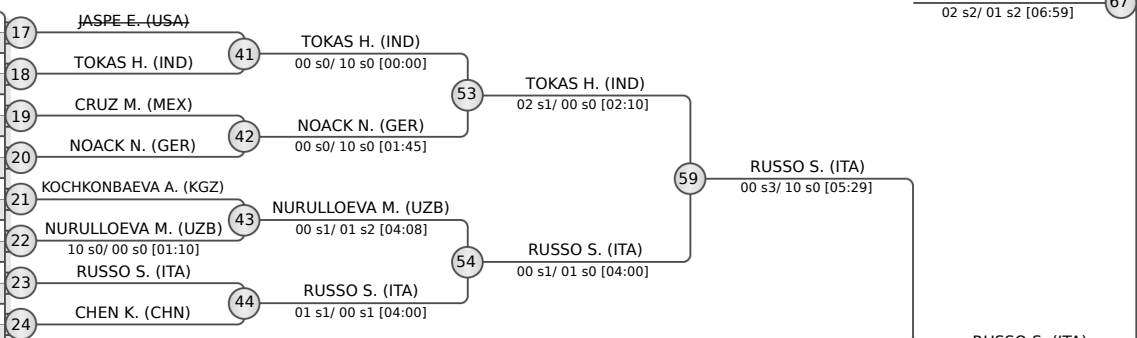 67
02 s2/ 01 s2 [06:59]
17
JASPE E. (USA)
18
TOKAS H. (IND)
41
TOKAS H. (IND)
00 s0/ 10 s0 [00:00]
19
CRUZ M. (MEX)
20
NOACK N. (GER)
42
NOACK N. (GER)
00 s0/ 10 s0 [01:45]
53
TOKAS H. (IND)
02 s1/ 00 s0 [02:10]
21
KOCHKONBAEVA A. (KGZ)
22
NURULLOEVA M. (UZB)
10 s0/ 00 s0 [01:10]
43
NURULLOEVA M. (UZB)
00 s1/ 01 s2 [04:08]
23
RUSSO S. (ITA)
24
CHEN K. (CHN)
44
RUSSO S. (ITA)
01 s1/ 00 s1 [04:00]
54
RUSSO S. (ITA)
00 s1/ 01 s0 [04:00]
59
RUSSO S. (ITA)
00 s3/ 10 s0 [05:29]
RUSSO S. (ITA)